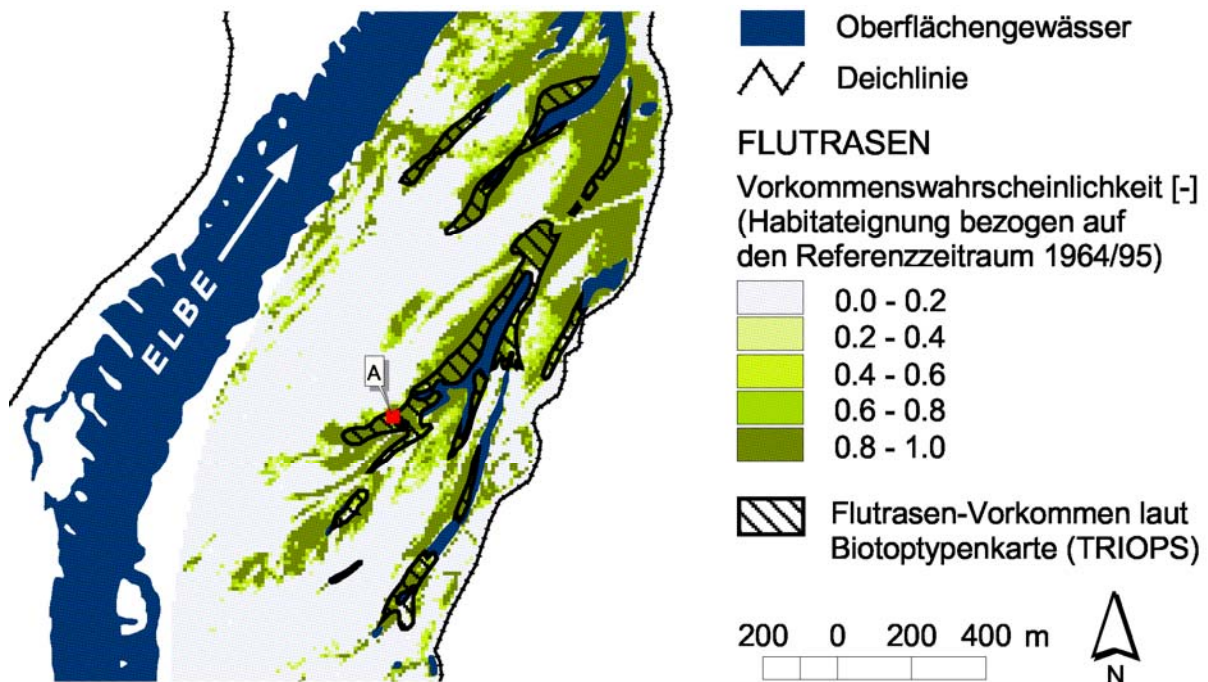 ELBE
A
Oberflächengewässer
Deichlinie
FLUTRASEN
Vorkommenswahrscheinlichkeit [-]
(Habitateignung bezogen auf
den Referenzzeitraum 1964/95)
0.0 - 0.2
0.2 - 0.4
0.4 - 0.6
0.6 - 0.8
0.8 - 1.0
Flutrasen-Vorkommen laut
Biotoptypenkarte (TRIOPS)
200 0 200 400 m
N